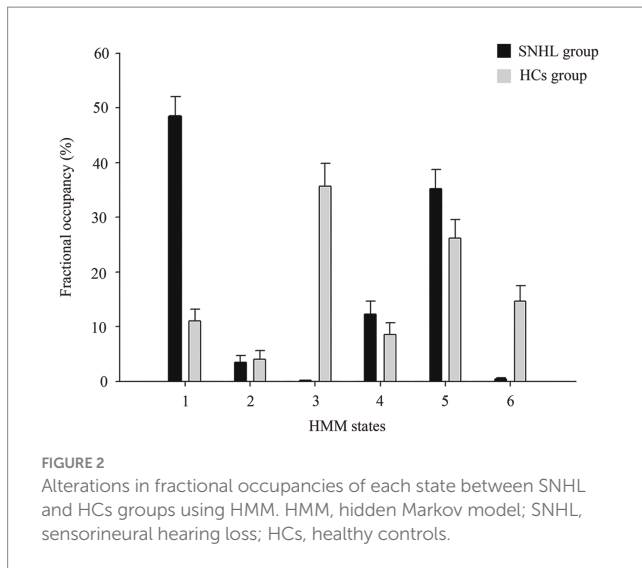 60
50
40
30
20
10
0
Fractional occupancy (%)
SNHL group
HCs group
1 2 3 4 5 6
HMM states
FIGURE 2
Alterations in fractional occupancies of each state between SNHL
and HCs groups using HMM. HMM, hidden Markov model; SNHL,
sensorineural hearing loss; HCs, healthy controls.